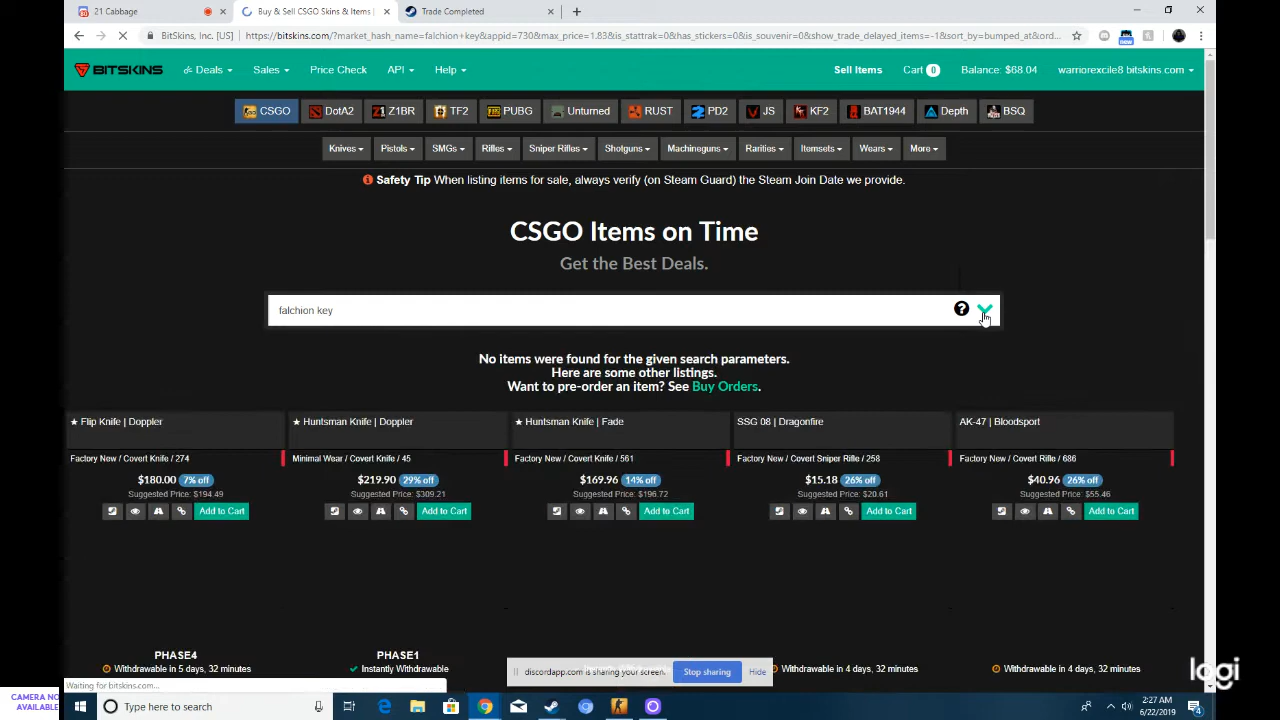 21 Cabbage
Buy & Sell CSGO Skins & Items |
Trade Completed
BitSkins, Inc. [US]
https://bitskins.com/?market_hash_name=falchion+key&appid=730&max_price=1.83&is_stattrak=0&has_stickers=0&is_souvenir=0&show_trade_delayed_items=-1&sort_by=bumped_at&ord...
new
BITSKINS
Deals
Sales
Price Check
API
Help
Sell Items
Cart 0
Balance: $68.04
warriorexcile8 bitskins.com
CSGO
DotA2
Z1BR
TF2
PUBG
Unturned
RUST
PD2
JS
KF2
BAT1944
Depth
BSQ
Knives
Pistols
SMGs
Rifles
Sniper Rifles
Shotguns
Machineguns
Rarities
Itemsets
Wears
More
Safety Tip When listing items for sale, always verify (on Steam Guard) the Steam Join Date we provide.
CSGO Items on Time
Get the Best Deals.
falchion key
?
No items were found for the given search parameters.
Here are some other listings.
Want to pre-order an item? See Buy Orders.
★ Flip Knife | Doppler
★ Huntsman Knife | Doppler
★ Huntsman Knife | Fade
SSG 08 | Dragonfire
AK-47 | Bloodsport
Factory New / Covert Knife / 274
Minimal Wear / Covert Knife / 45
Factory New / Covert Knife / 561
Factory New / Covert Sniper Rifle / 258
Factory New / Covert Rifle / 686
$180.00 7% off
$219.90 29% off
$169.96 14% off
$15.18 26% off
$40.96 26% off
Suggested Price: $194.49
Suggested Price: $309.21
Suggested Price: $196.72
Suggested Price: $20.61
Suggested Price: $55.46
Add to Cart
Add to Cart
Add to Cart
Add to Cart
Add to Cart
PHASE4
PHASE1
Withdrawable in 5 days, 32 minutes
Instantly Withdrawable
Withdrawable in 4 days, 32 minutes
Withdrawable in 4 days, 32 minutes
discordapp.com is sharing your screen.
Stop sharing
Hide
Waiting for bitskins.com...
logi
CAMERA NO
AVAILABLE
Type here to search
2:27 AM
6/22/2019
4